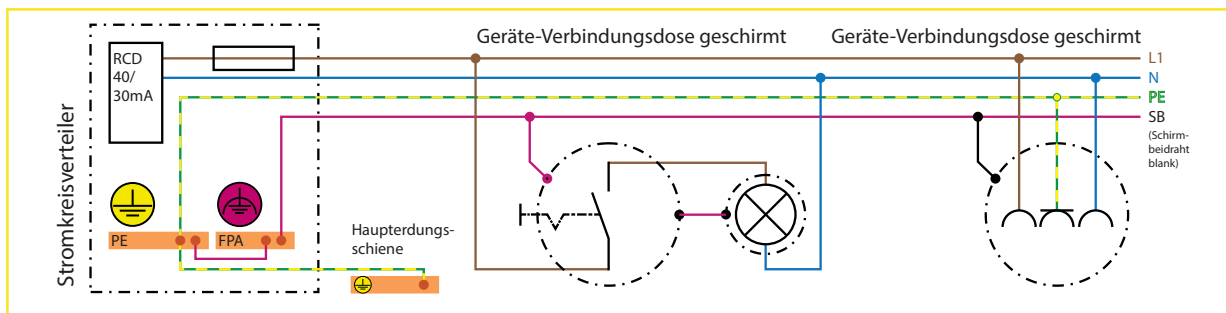 Stromkreisverteiler
RCD
40/
30mA
Geräte-Verbindungsdose geschirmt
Geräte-Verbindungsdose geschirmt
L1
N
PE
SB
(Schirm-
beidraht
blank)
PE
FPA
Haupterdungs-
schiene